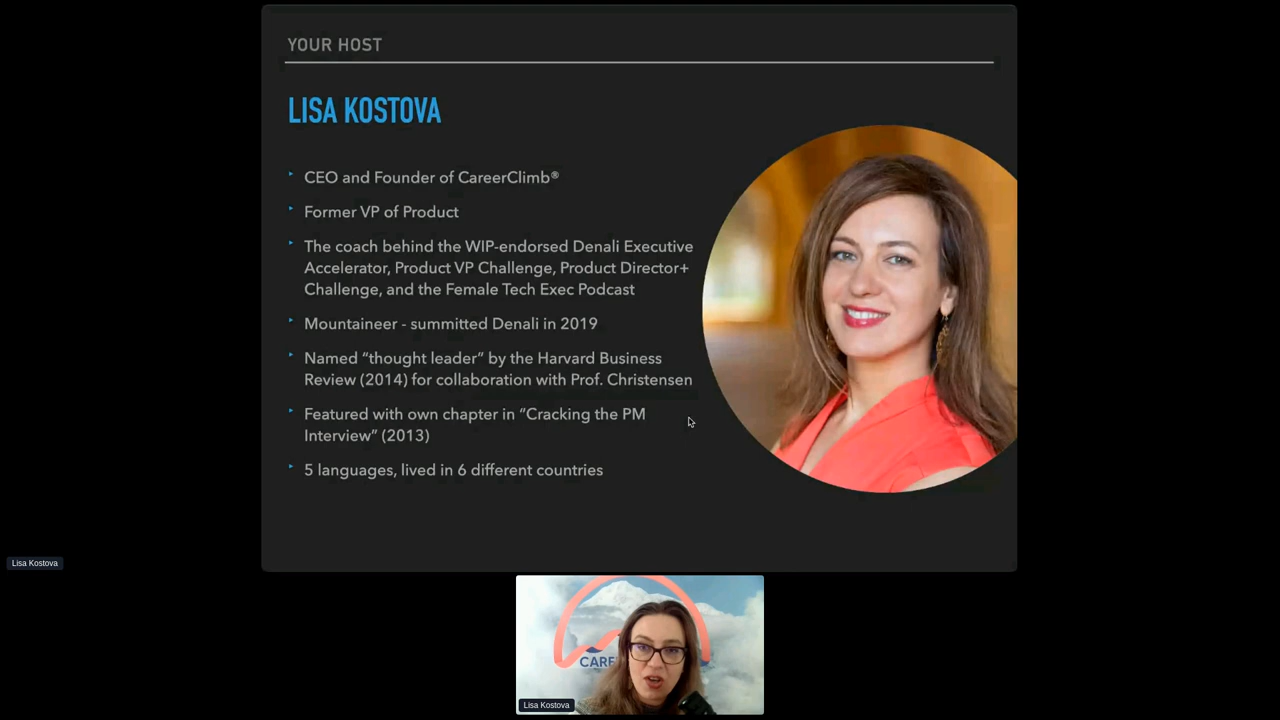 YOUR HOST
LISA KOSTOVA
CEO and Founder of CareerClimb®
Former VP of Product
The coach behind the WIP-endorsed Denali Executive
Accelerator, Product VP Challenge, Product Director+
Challenge, and the Female Tech Exec Podcast
Mountaineer - summitted Denali in 2019
Named “thought leader” by the Harvard Business
Review (2014) for collaboration with Prof. Christensen
Featured with own chapter in “Cracking the PM
Interview” (2013)
5 languages, lived in 6 different countries
Lisa Kostova
CARE
Lisa Kostova